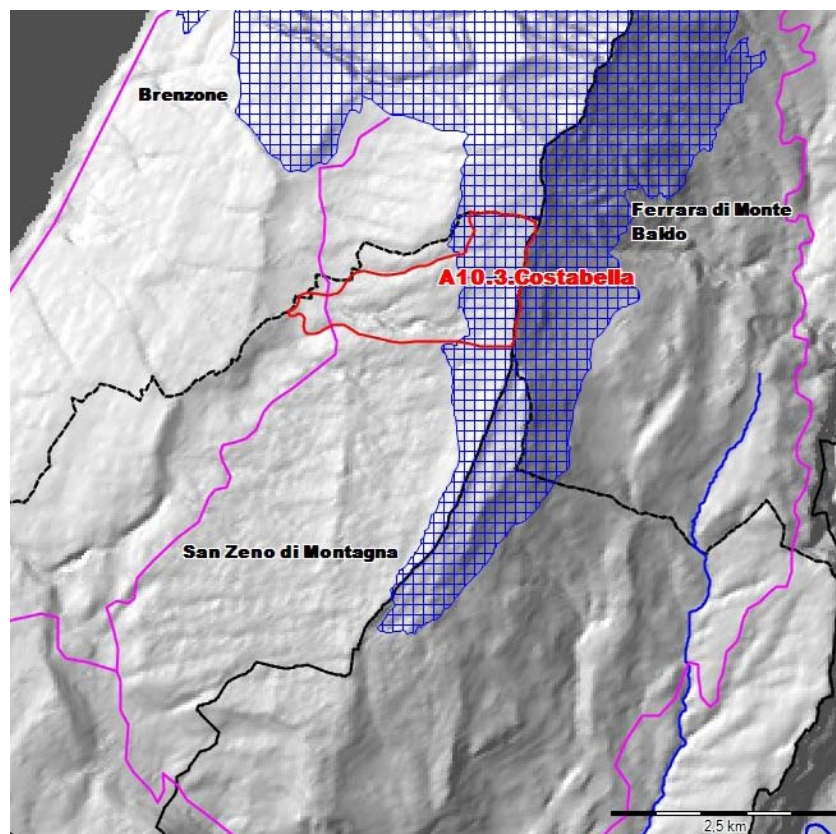 Brenzone
Ferrara di Monte
Baldo
A10.3.Costabella
San Zeno di Montagna
2.5 km